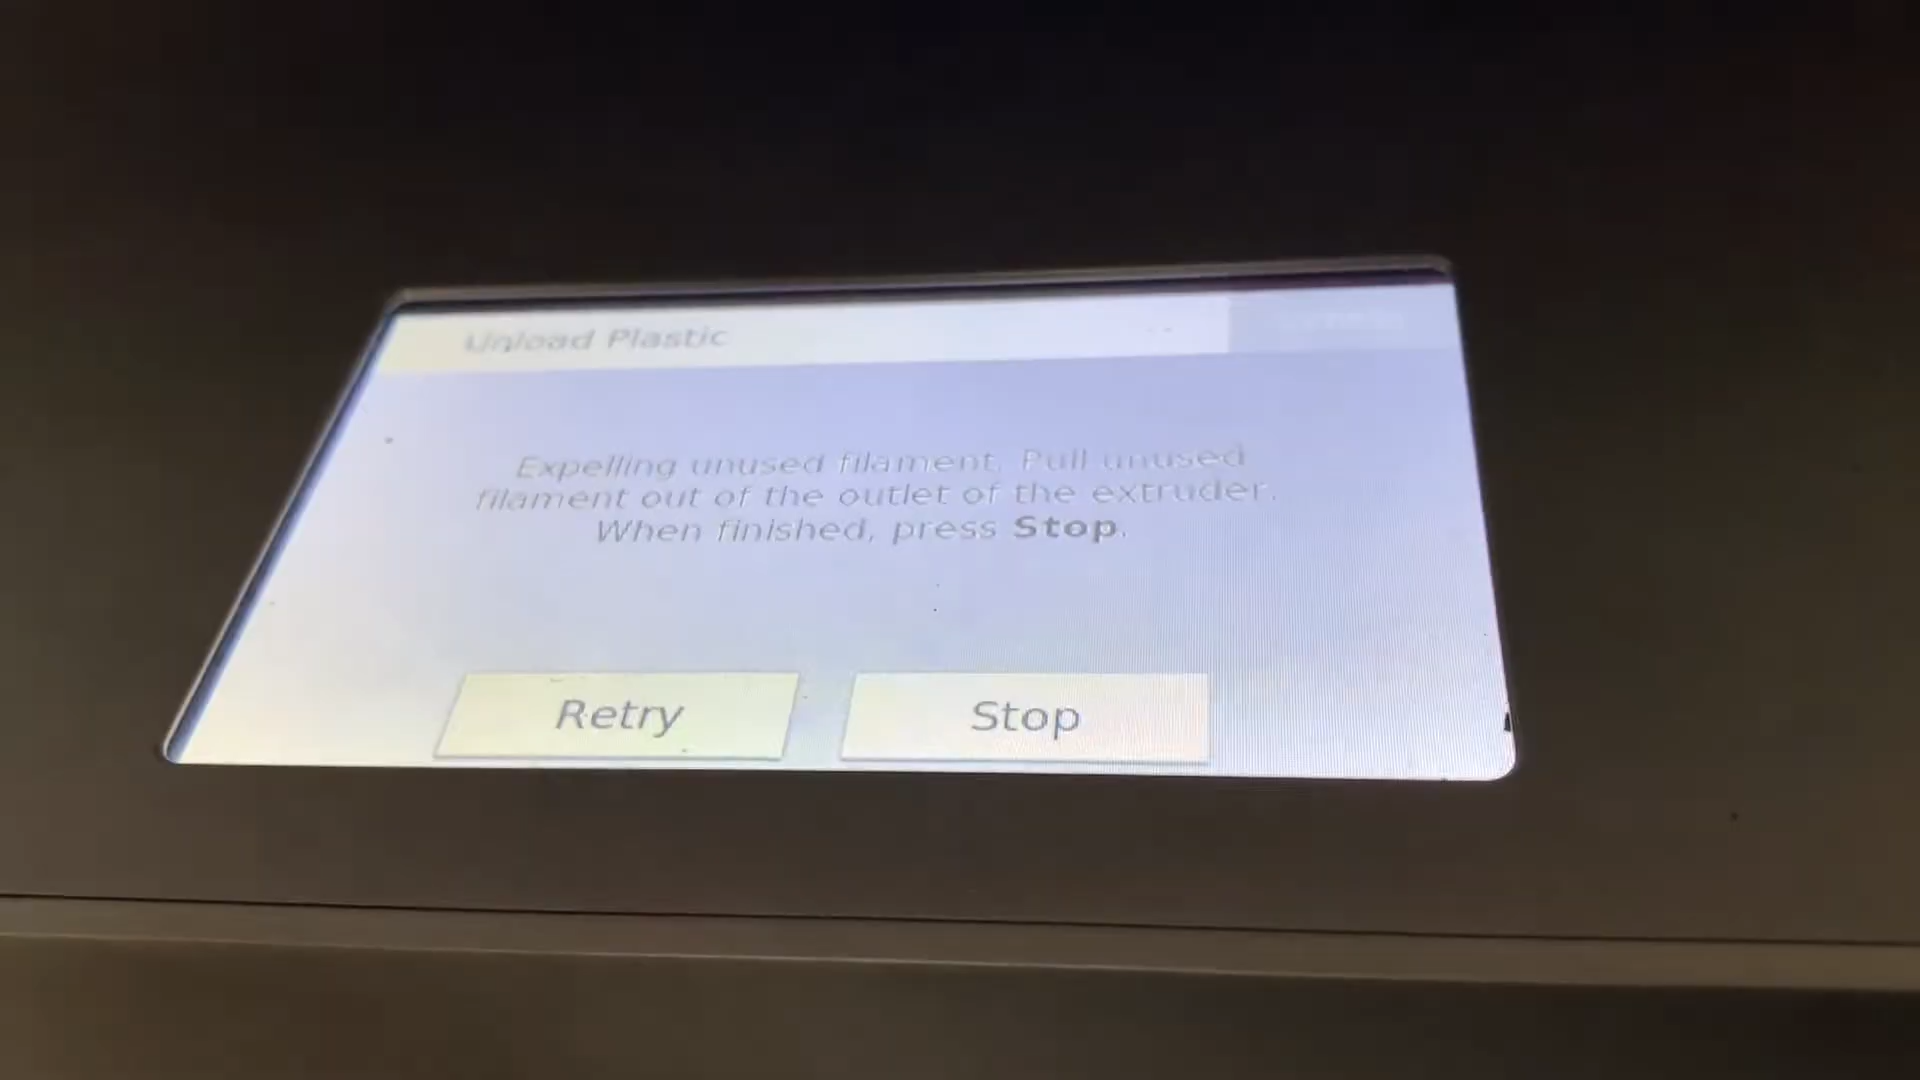 Unload Plastic
Expelling unused filament. Pull unused
filament out of the outlet of the extruder.
When finished, press Stop.
Retry
Stop